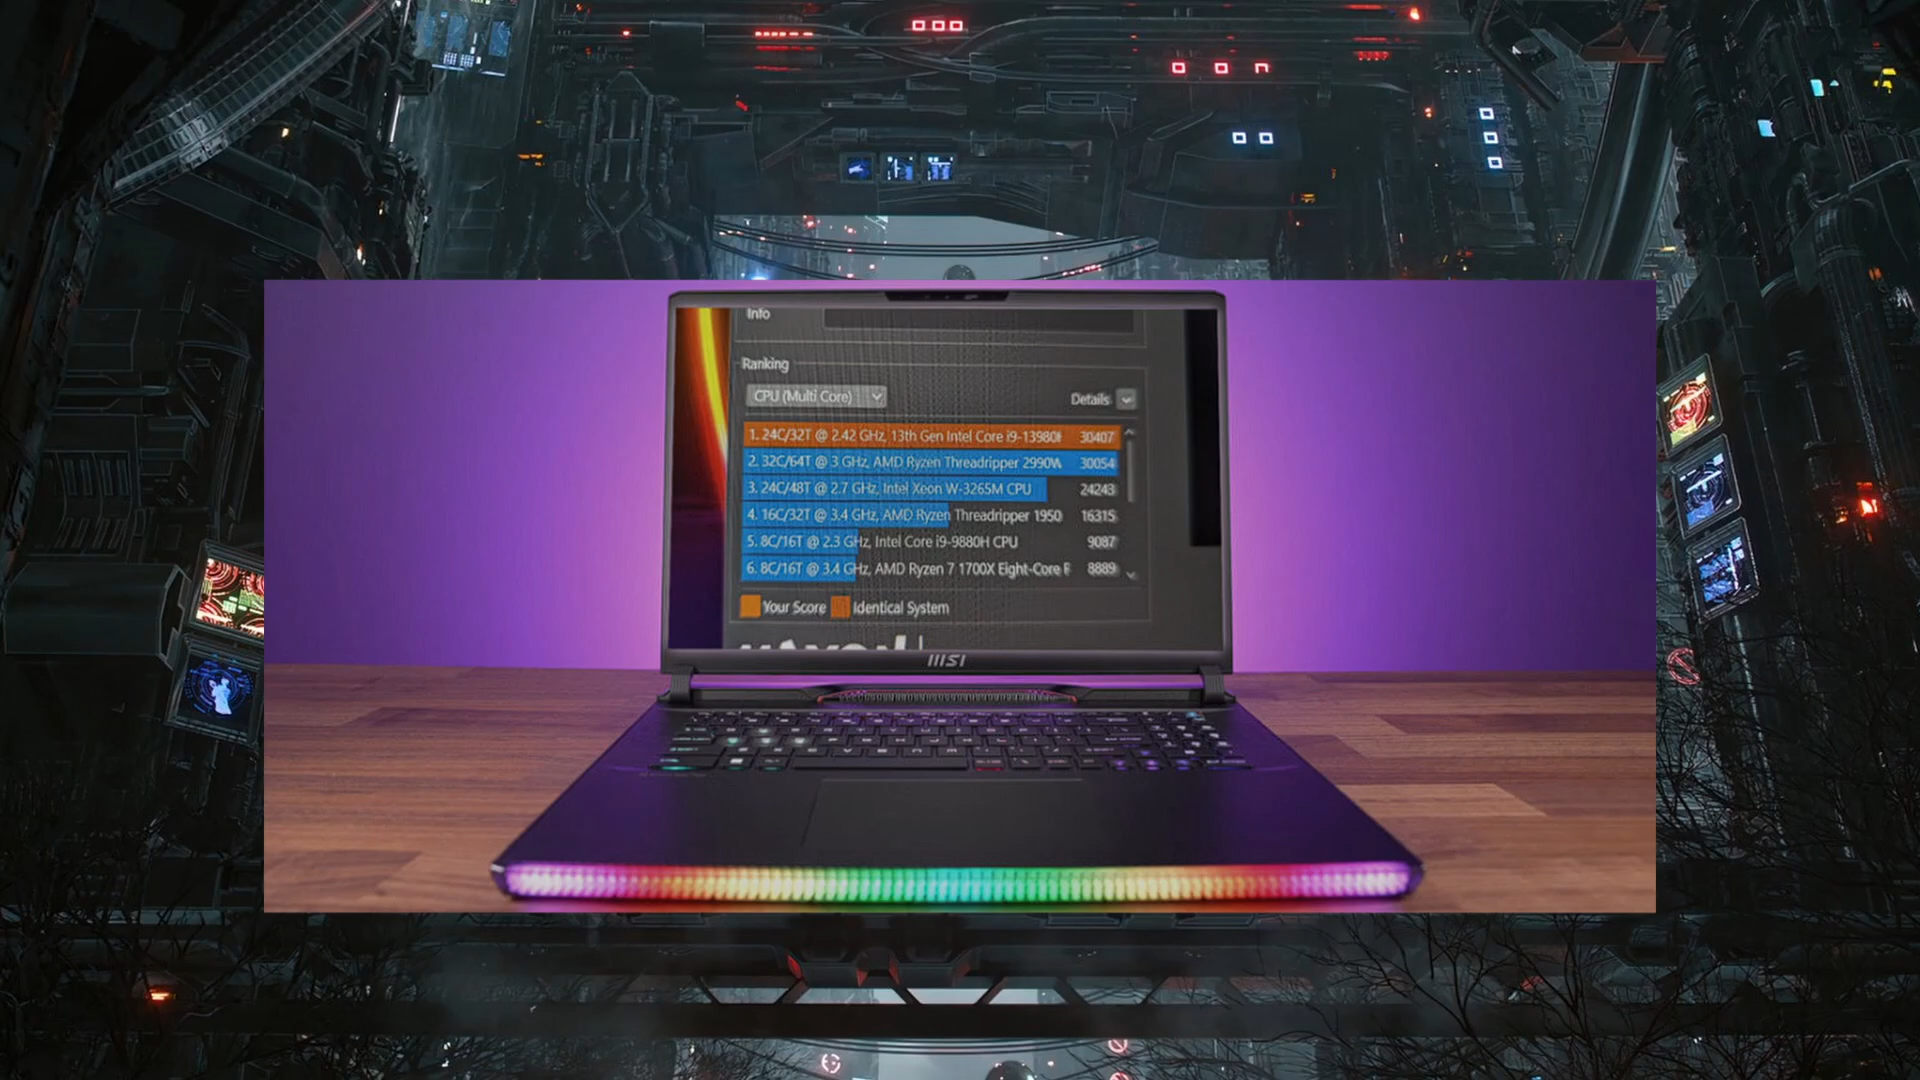 Info
Ranking
CPU (Multi Core)
Details
1. 24C/32T @ 2.42 GHz, 13th Gen Intel Core i9-13980H 30407
2. 32C/64T @ 3 GHz, AMD Ryzen Threadripper 2990W 30054
3. 24C/48T @ 2.7 GHz, Intel Xeon W-3265M CPU 24243
4. 16C/32T @ 3.4 GHz, AMD Ryzen Threadripper 1950 16315
5. 8C/16T @ 2.3 GHz, Intel Core i9-9880H CPU 9087
6. 8C/16T @ 3.4 GHz, AMD Ryzen 7 1700X Eight-Core P 8889
Your Score Identical System
msi